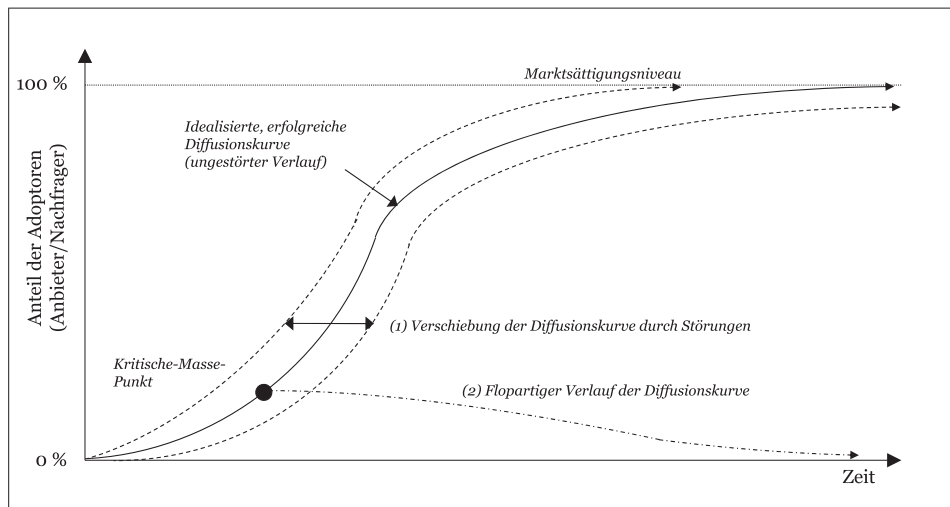 100 %
Marktsättigungsniveau
Idealisierte, erfolgreiche
Diffusionskurve
(ungestörter Verlauf)
Anteil der Adoptoren
(Anbieter/Nachfrager)
(1) Verschiebung der Diffusionskurve durch Störungen
Kritische-Masse-
Punkt
(2) Flopartiger Verlauf der Diffusionskurve
0 %
Zeit